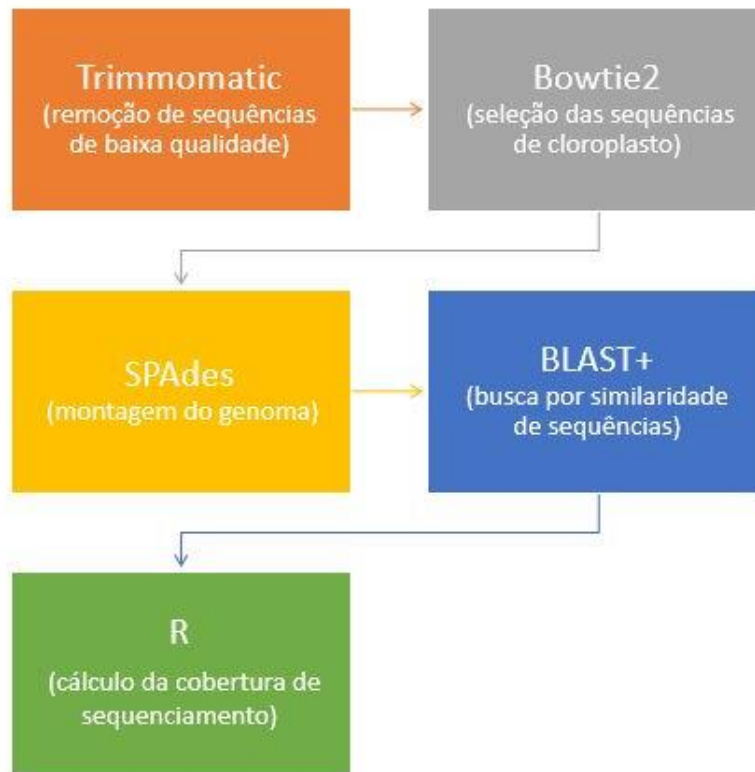 Trimmomatic
(remoção de sequências
de baixa qualidade)
Bowtie2
(seleção das sequências
de cloroplasto)
SPAdes
(montagem do genoma)
BLAST+
(busca por similaridade
de sequências)
R
(cálculo da cobertura de
sequenciamento)